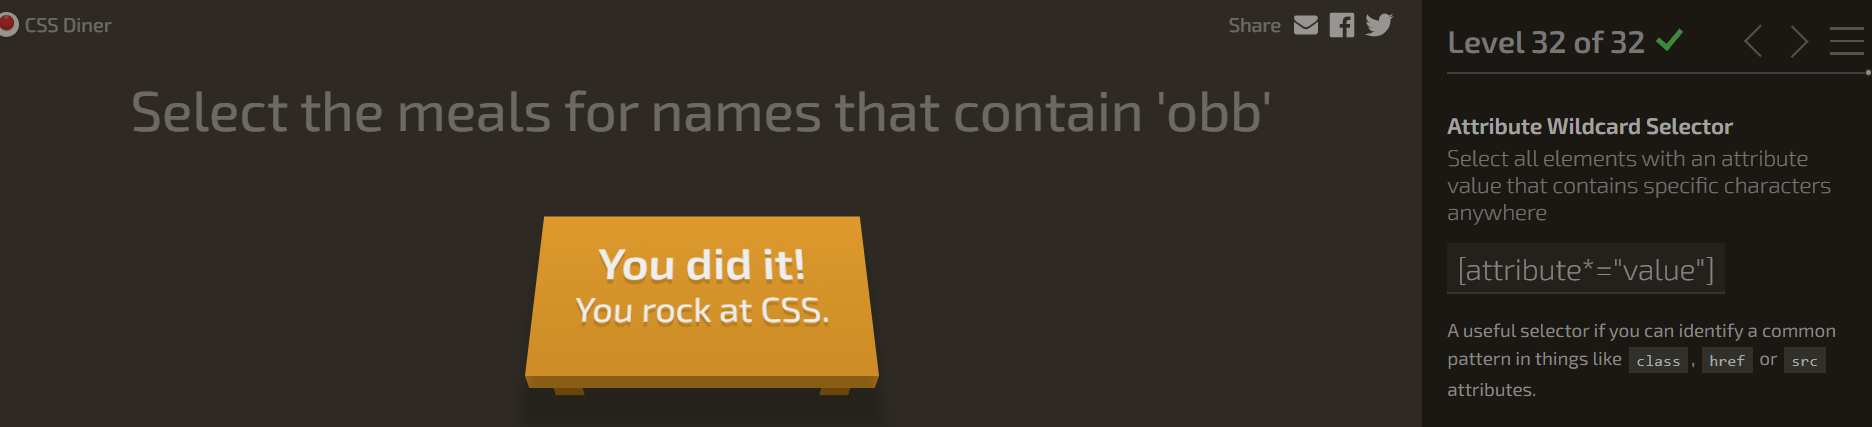 CSS Diner
Share
Select the meals for names that contain 'obb'
You did it!
You rock at CSS.
Level 32 of 32
Attribute Wildcard Selector
Select all elements with an attribute
value that contains specific characters
anywhere
[attribute*="value"]
A useful selector if you can identify a common
pattern in things like class , href or src
attributes.